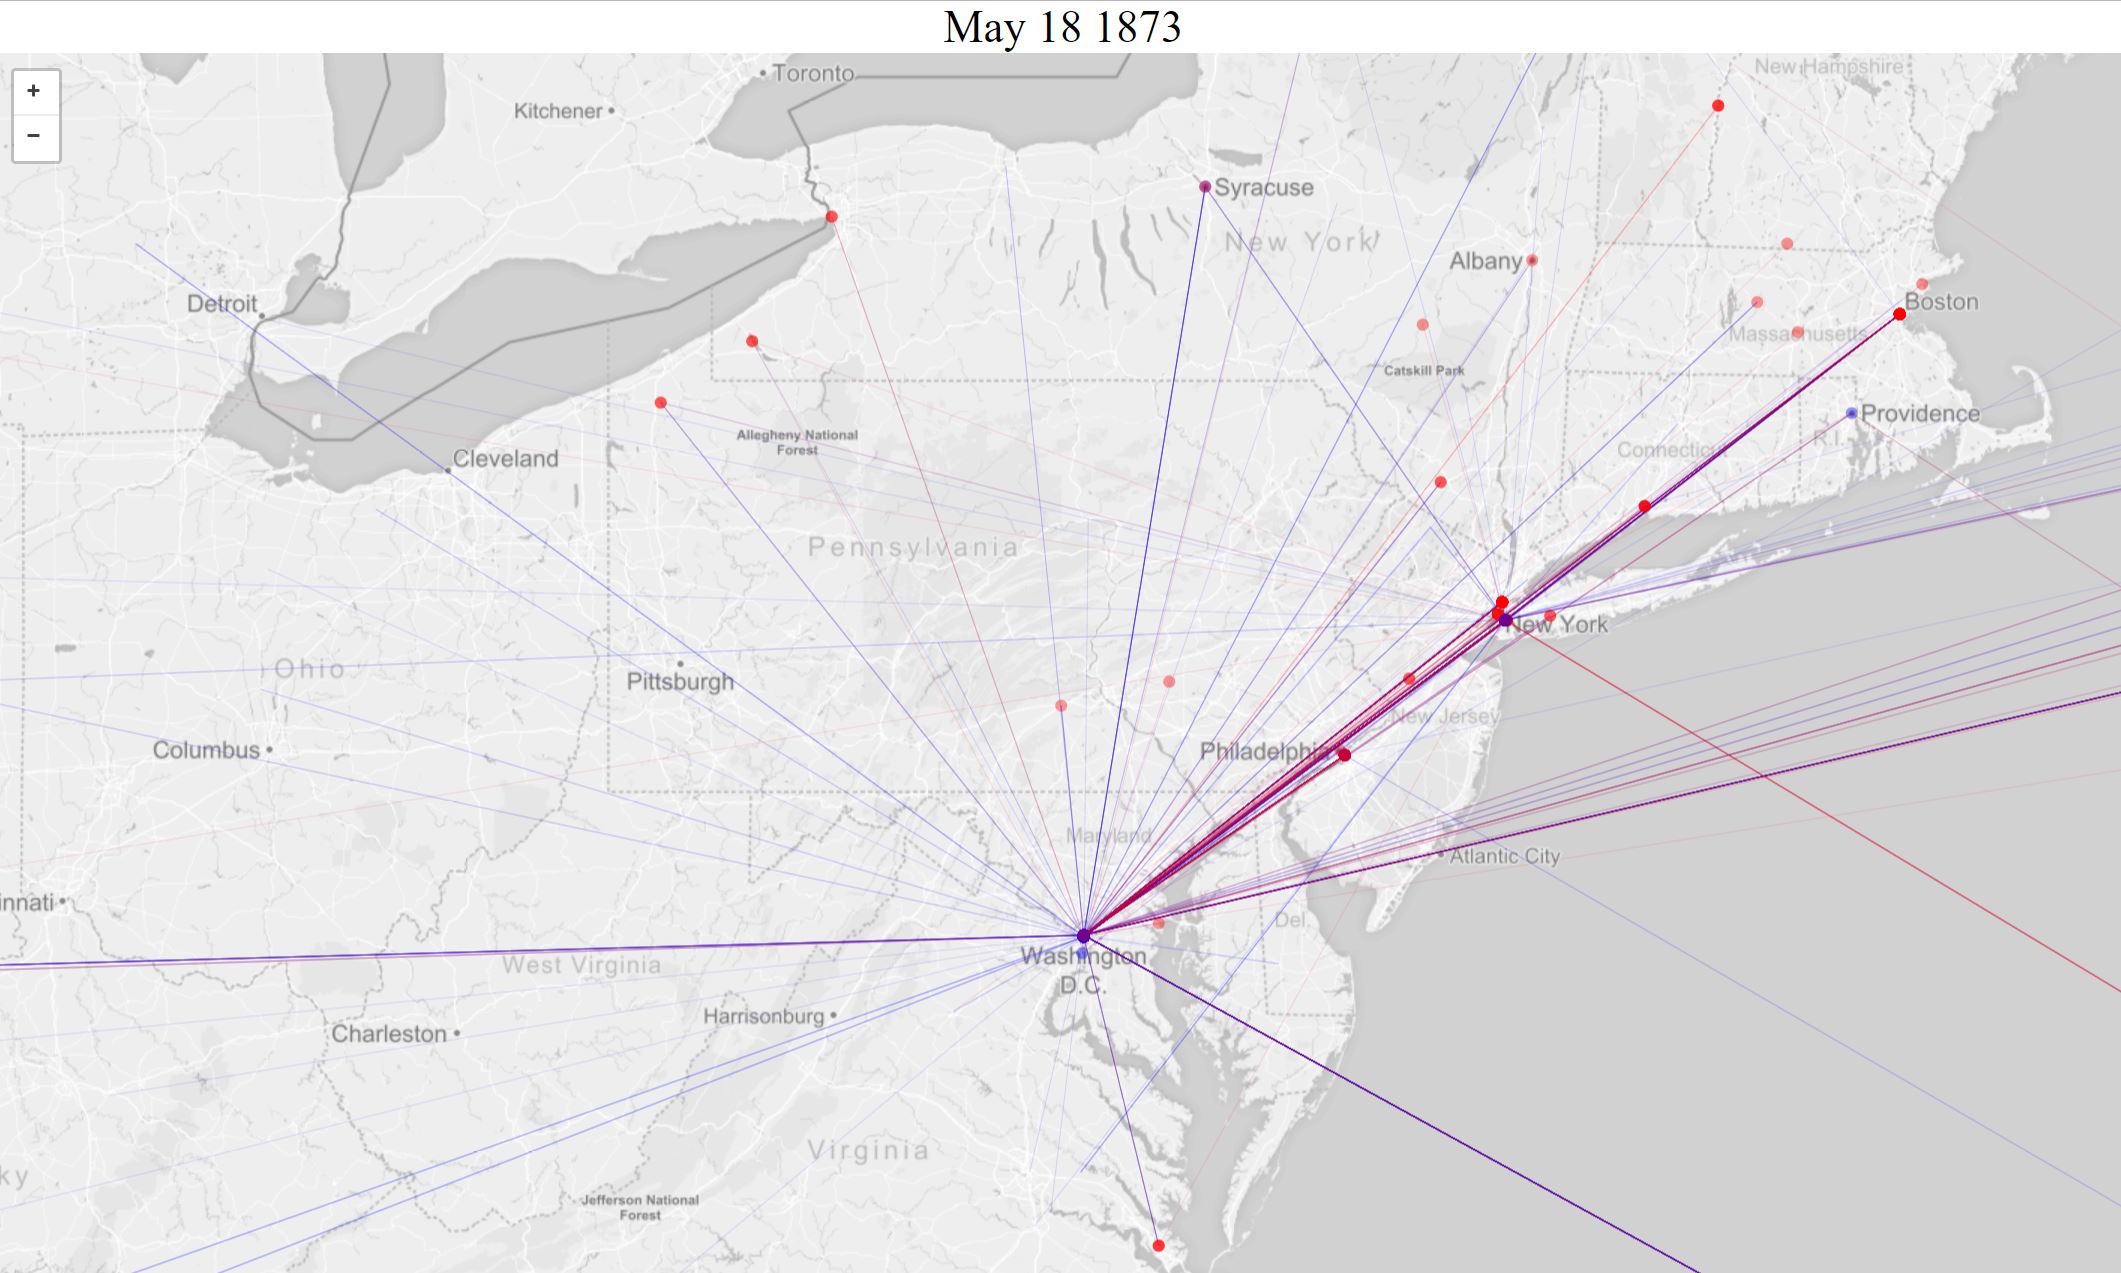 May 18 1873
+
−
Toronto
New Hampshire
Kitchener
Syracuse
New York
Albany
Detroit
Boston
Massachusetts
Catskill Park
Providence
R.I.
Allegheny National
Forest
Connecticut
Cleveland
Pennsylvania
New York
Ohio
Pittsburgh
New Jersey
Columbus
Philadelphia
Maryland
Atlantic City
innati
Del.
Washington
D.C.
West Virginia
Harrisonburg
Charleston
Virginia
ky
Jefferson National
Forest